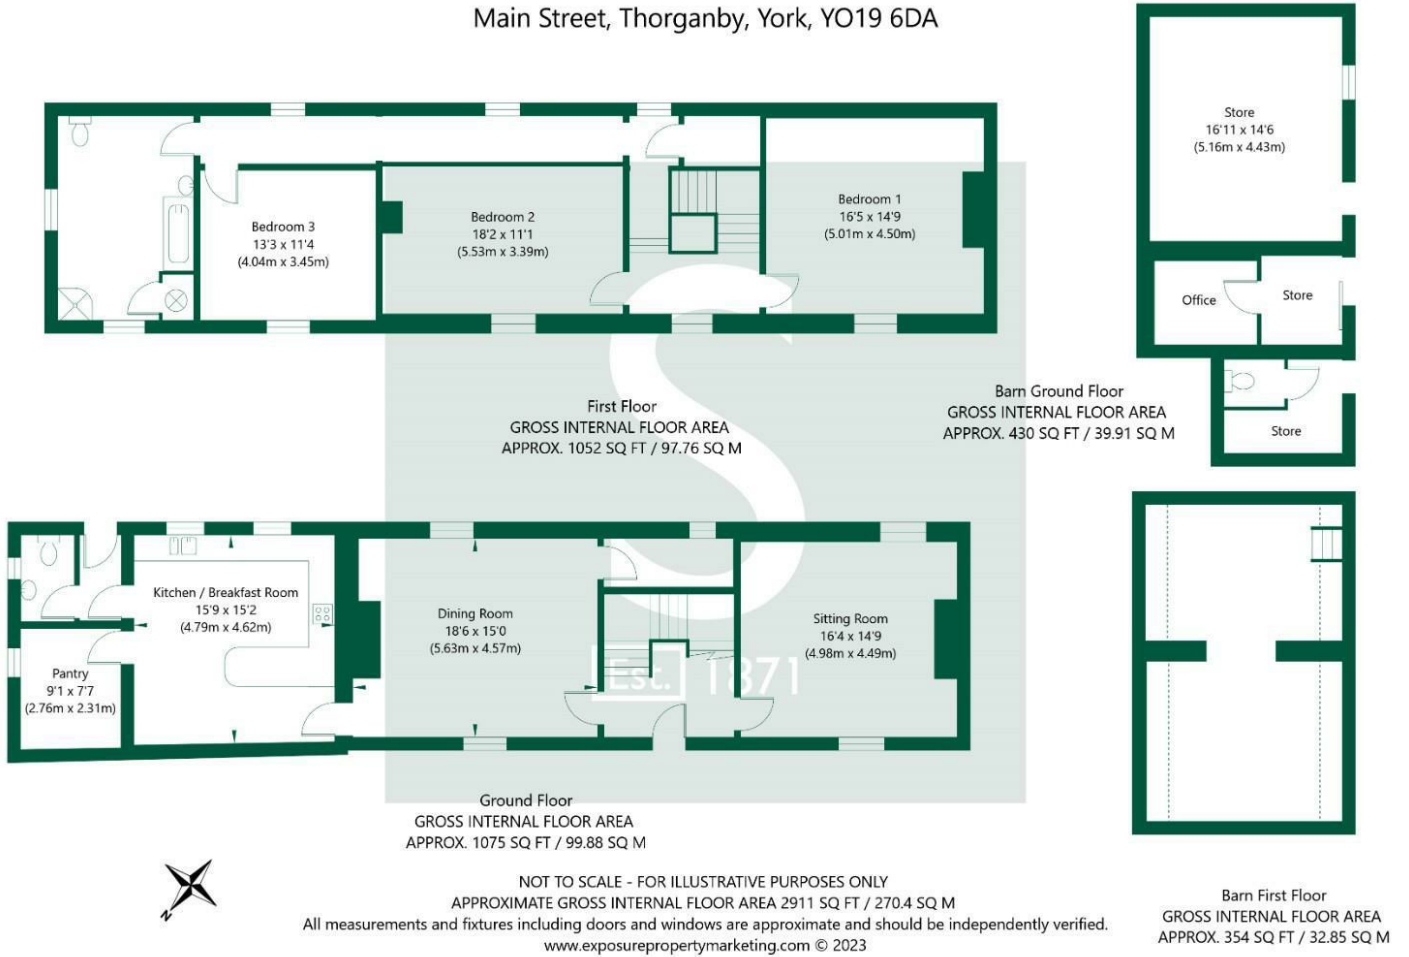 Main Street, Thorganby, York, YO19 6DA
Bedroom 3
13'3 x 11'4
(4.04m x 3.45m)
Bedroom 2
18'2 x 11'1
(5.53m x 3.39m)
Bedroom 1
16'5 x 14'9
(5.01m x 4.50m)
First Floor
GROSS INTERNAL FLOOR AREA
APPROX. 1052 SQ FT / 97.76 SQ M
Store
16'11 x 14'6
(5.16m x 4.43m)
Office
Store
Store
Barn Ground Floor
GROSS INTERNAL FLOOR AREA
APPROX. 430 SQ FT / 39.91 SQ M
Kitchen / Breakfast Room
15'9 x 15'2
(4.79m x 4.62m)
Pantry
9'1 x 7'7
(2.76m x 2.31m)
Dining Room
18'6 x 15'0
(5.63m x 4.57m)
Sitting Room
16'4 x 14'9
(4.98m x 4.49m)
S
Est. 1871
Ground Floor
GROSS INTERNAL FLOOR AREA
APPROX. 1075 SQ FT / 99.88 SQ M
N
NOT TO SCALE - FOR ILLUSTRATIVE PURPOSES ONLY
APPROXIMATE GROSS INTERNAL FLOOR AREA 2911 SQ FT / 270.4 SQ M
All measurements and fixtures including doors and windows are approximate and should be independently verified.
www.exposurepropertymarketing.com © 2023
Barn First Floor
GROSS INTERNAL FLOOR AREA
APPROX. 354 SQ FT / 32.85 SQ M